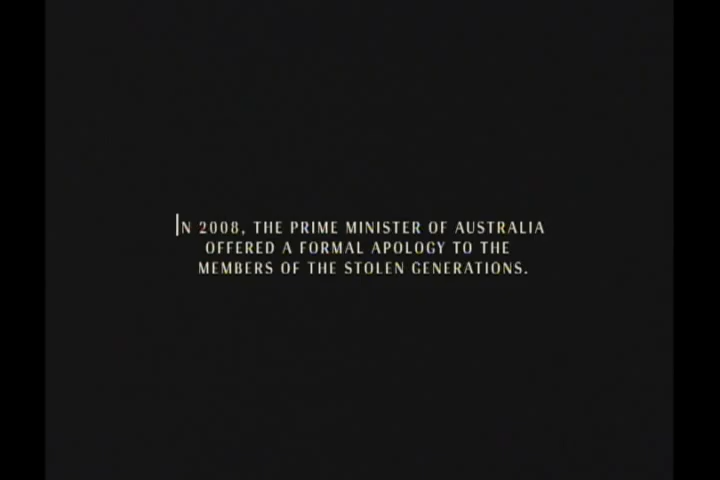 IN 2008, THE PRIME MINISTER OF AUSTRALIA
OFFERED A FORMAL APOLOGY TO THE
MEMBERS OF THE STOLEN GENERATIONS.